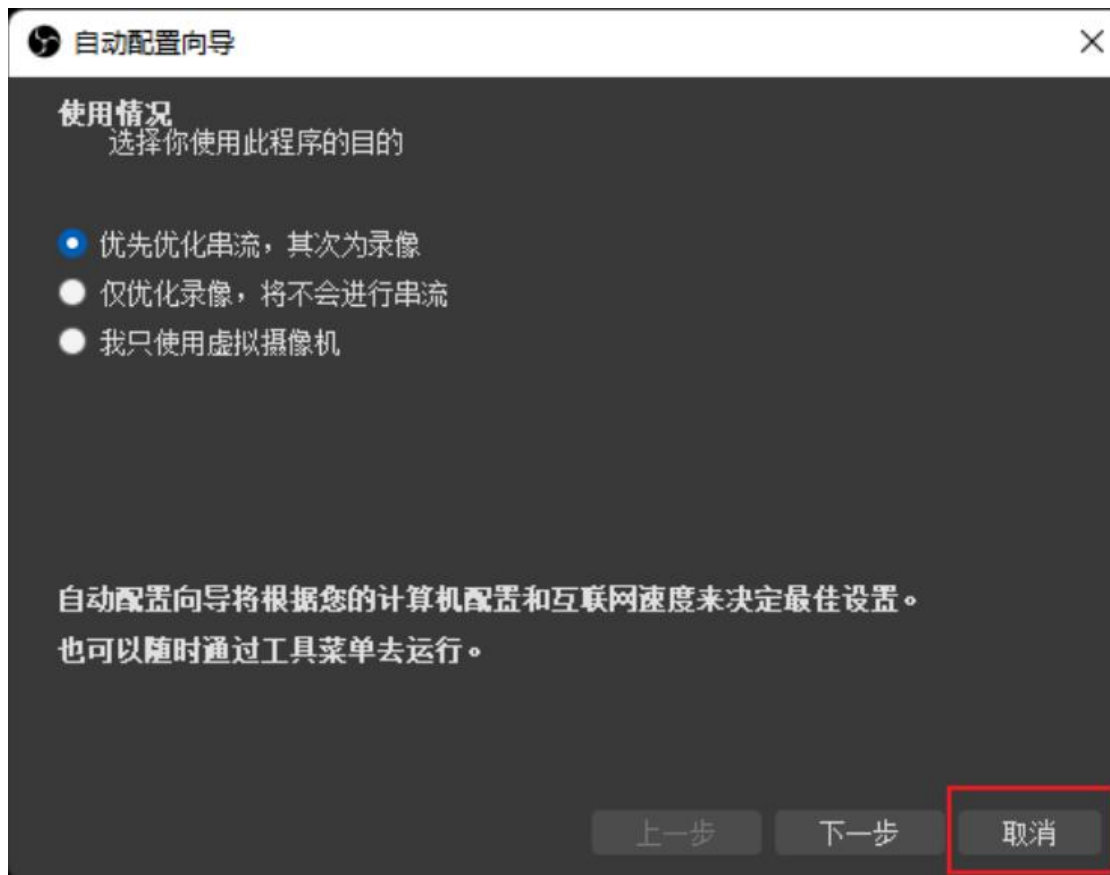 自动配置向导
使用情况
选择你使用此程序的目的
优先优化串流，其次为录像
仅优化录像，将不会进行串流
我只使用虚拟摄像机
自动配置向导将根据您的计算机配置和互联网速度来决定最佳设置。
也可以随时通过工具菜单去运行。
上一步 下一步 取消